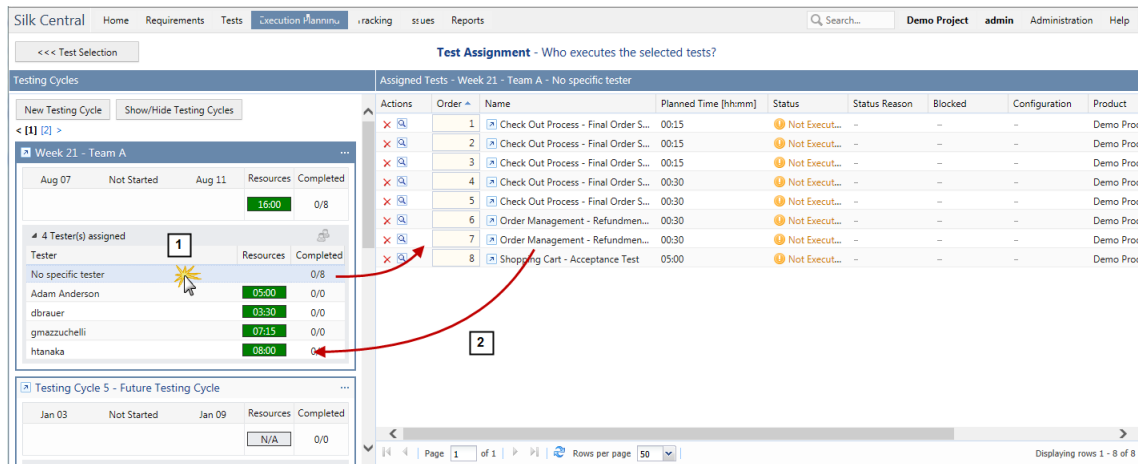 Silk Central Home Requirements Tests Execution Planning Tracking Issues Reports Search... Demo Project admin Administration Help
<<< Test Selection
Test Assignment - Who executes the selected tests?
Testing Cycles
New Testing Cycle Show/Hide Testing Cycles
< [1] [2] >
Week 21 - Team A ...
Aug 07 Not Started Aug 11 Resources Completed
16:00 0/8
4 Tester(s) assigned
1
Tester Resources Completed
No specific tester 0/8
Adam Anderson 05:00 0/0
dbrauer 03:30 0/0
gmazzuchelli 07:15 0/0
htanaka 08:00
Testing Cycle 5 - Future Testing Cycle ...
Jan 03 Not Started Jan 09 Resources Completed
N/A 0/0
Assigned Tests - Week 21 - Team A - No specific tester
Actions Order Name Planned Time [hh:mm] Status Status Reason Blocked Configuration Product
1 Check Out Process - Final Order S... 00:15 Not Execut... - - - Demo Proc
2 Check Out Process - Final Order S... 00:15 Not Execut... - - - Demo Proc
3 Check Out Process - Final Order S... 00:15 Not Execut... - - - Demo Proc
4 Check Out Process - Final Order S... 00:30 Not Execut... - - - Demo Proc
5 Check Out Process - Final Order S... 00:30 Not Execut... - - - Demo Proc
6 Order Management - Refundmen... 00:30 Not Execut... - - - Demo Proc
7 Order Management - Refundmen... 00:30 Not Execut... - - - Demo Proc
8 Shopping Cart - Acceptance Test 05:00 Not Execut... - - - Demo Proc
2
Page 1 of 1 Rows per page 50 Displaying rows 1 - 8 of 8